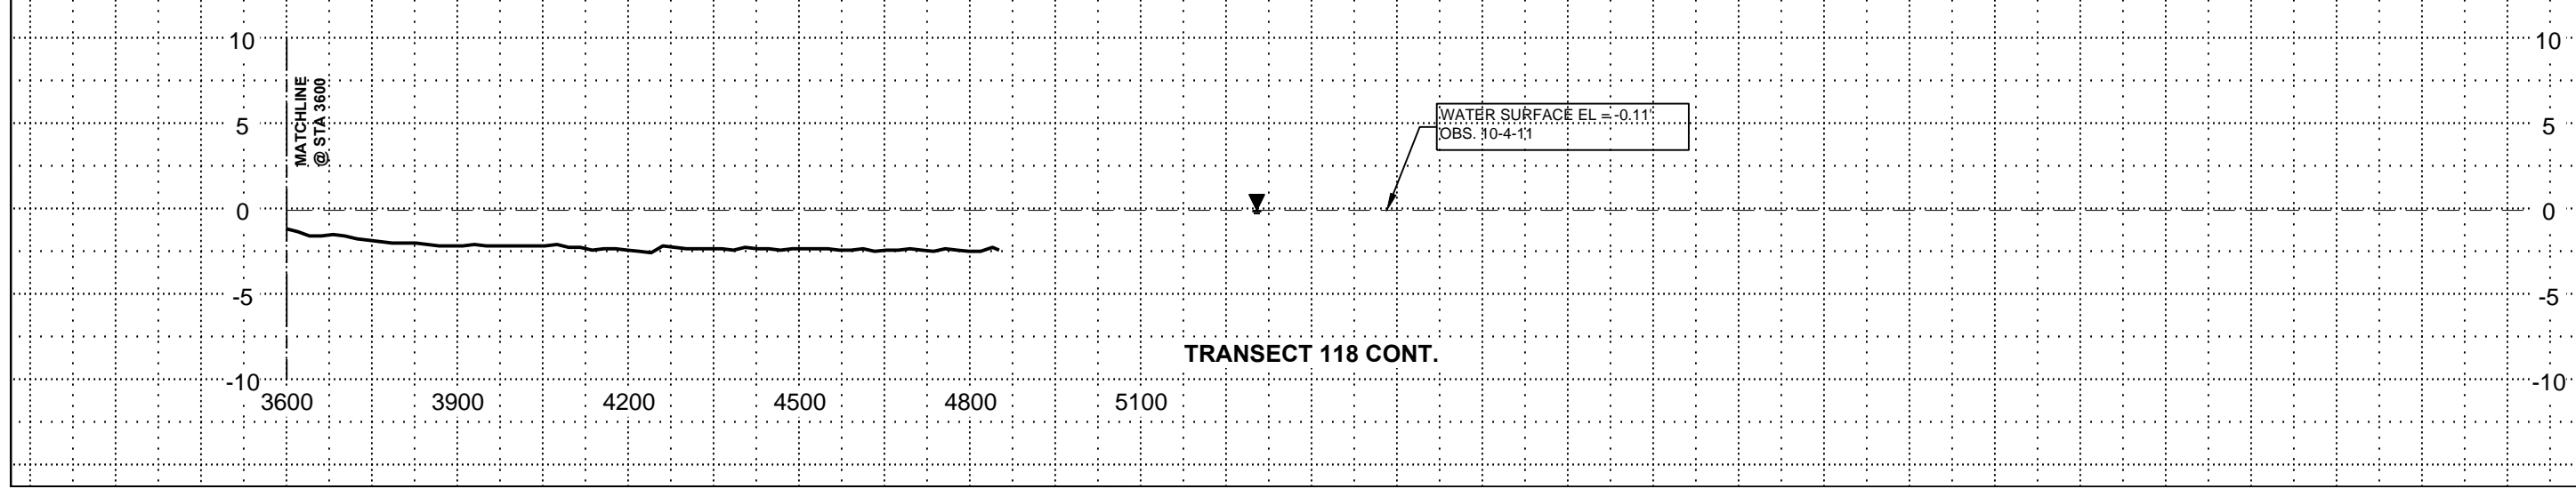 10
10
MATCHLINE
@ STA 3600
WATER SURFACE EL = -0.11'
OBS. 10-4-11
5
5
0
0
-5
-5
TRANSECT 118 CONT.
-10
-10
3600 3900 4200 4500 4800 5100